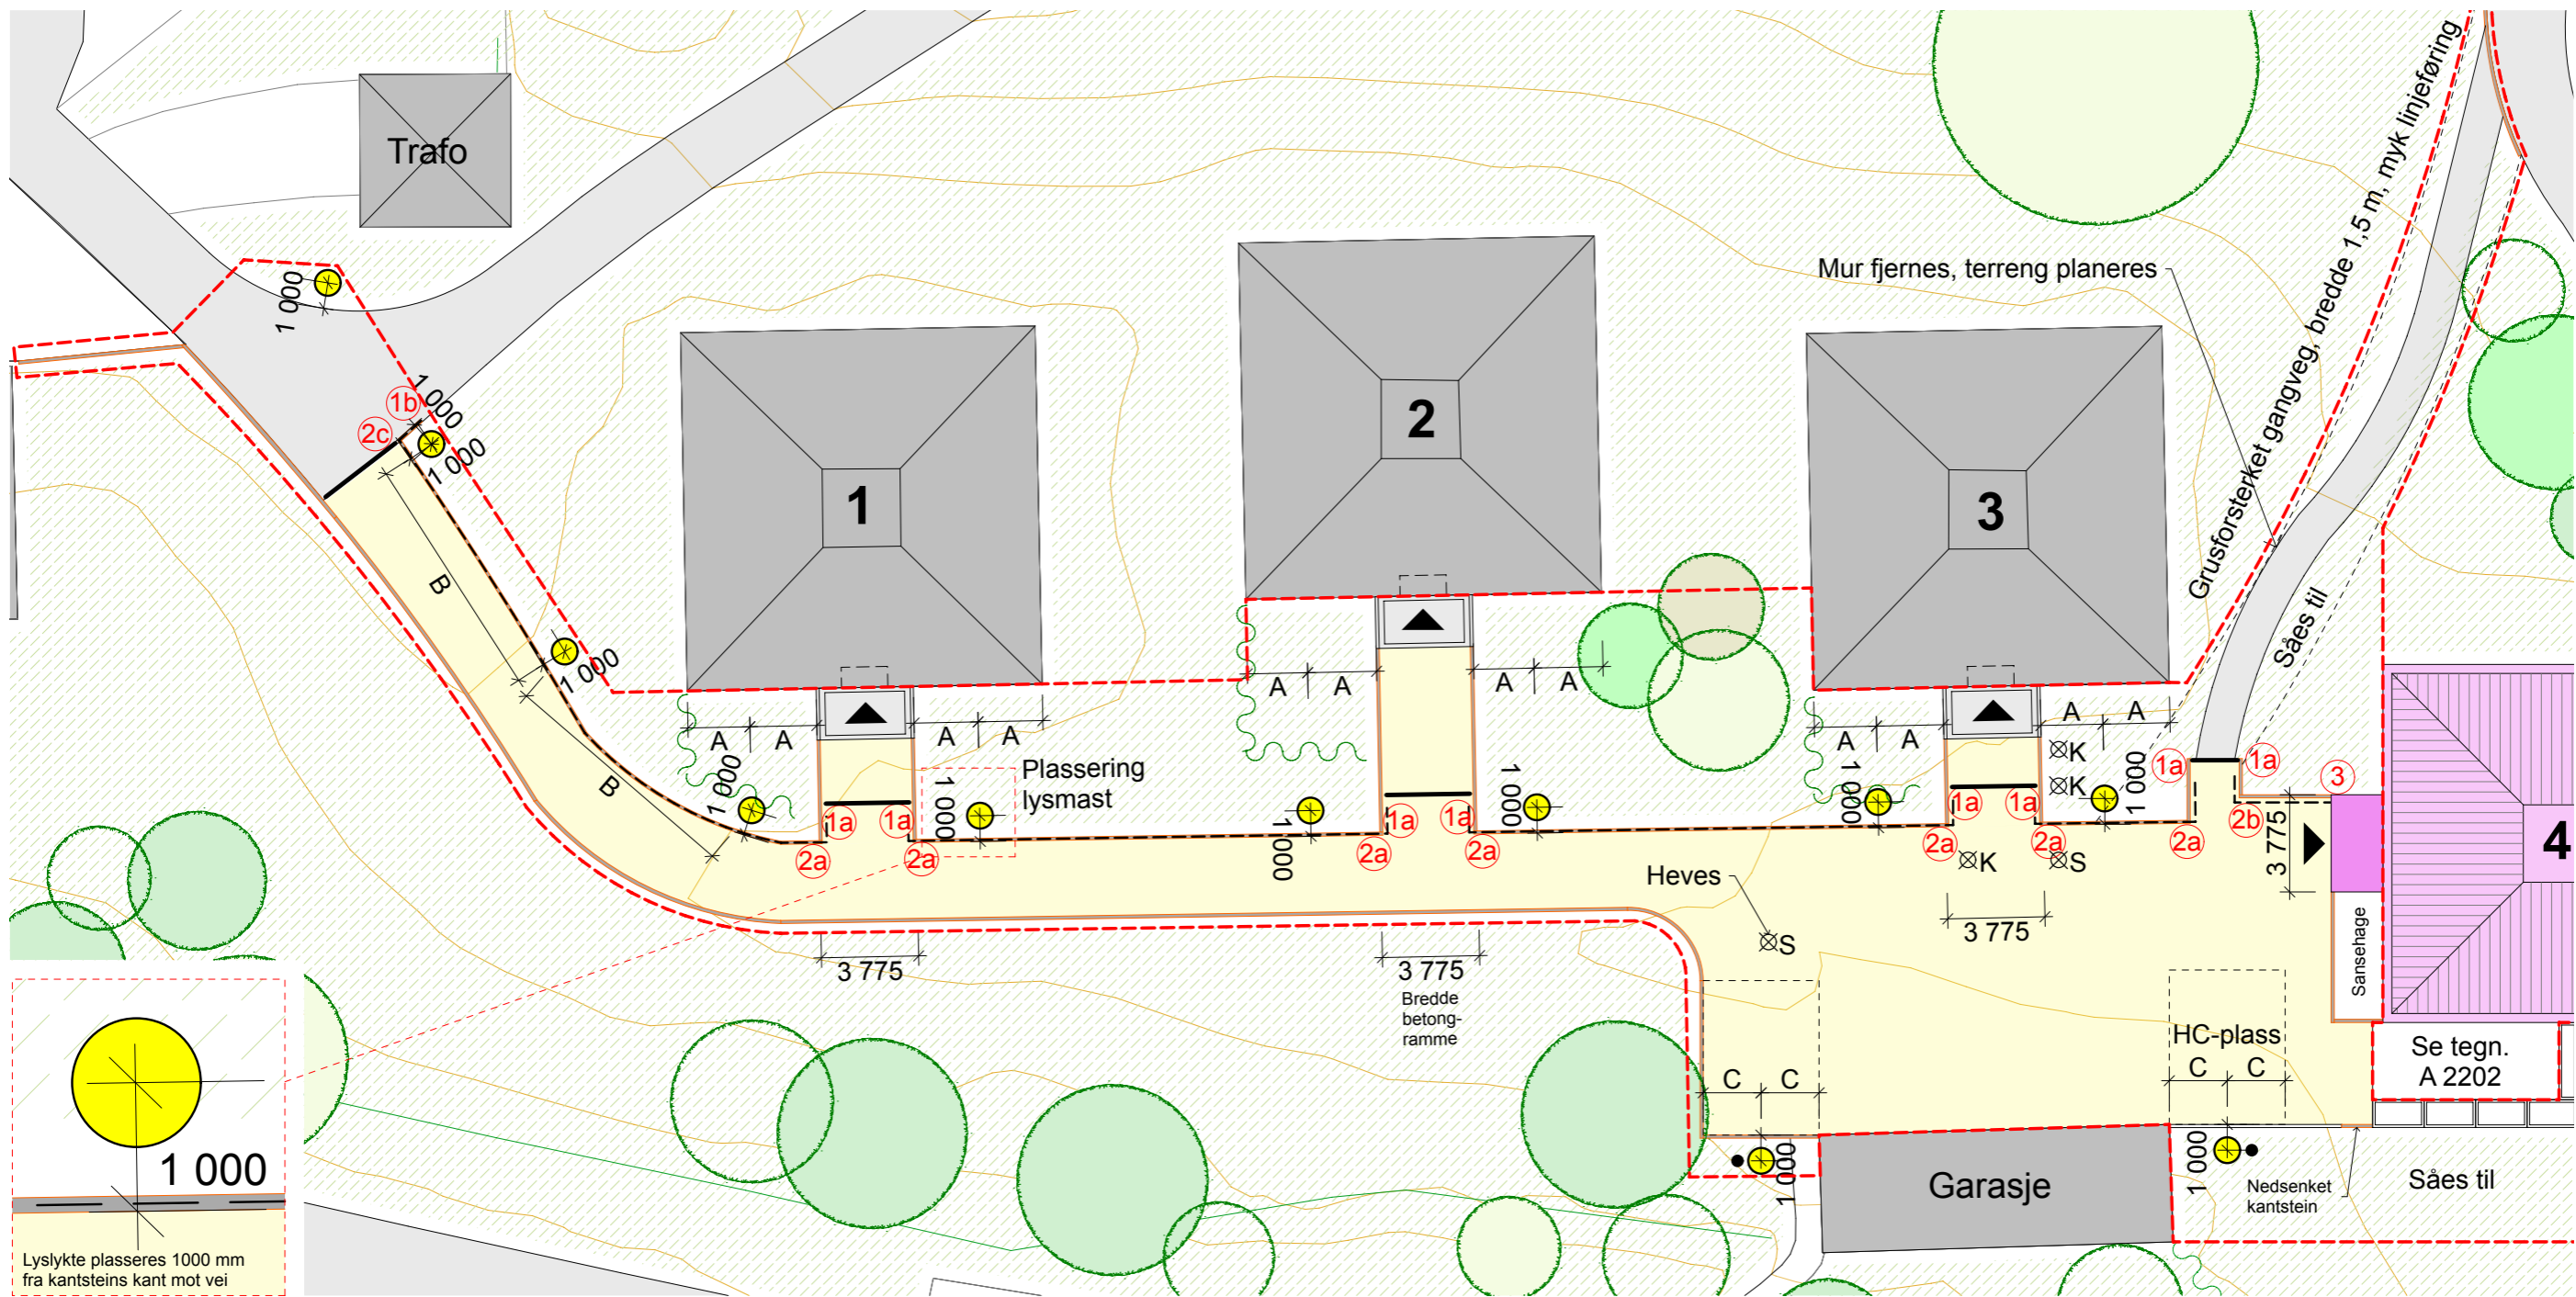 Trafo
Grusforsterket gangveg, bredde 1,5 m, myk linjeføring
Mur fjernes, terreng planeres
1 000
1b
1 000
2c
1 000
1
2
3
B
1 000
Såes til
A
A
A
A
A
A
A
A
A
A
A
A
K
K
B
1 000
1 000
Plassering
lysmast
1 000
1 000
1 000
1 000
1a
1a
3
1a
1a
1a
1a
1a
1a
2b
2a
2a
2a
2a
2a
2a
2a
K
S
3 775
4
Heves
S
3 775
3 775
3 775
Bredde
betong-
ramme
Sansehage
HC-plass
C
C
C
C
Se tegn.
A 2202
1 000
1 000
Garasje
Nedsenket
kantstein
Såes til
1 000
Lyslykte plasseres 1000 mm
fra kantsteins kant mot vei